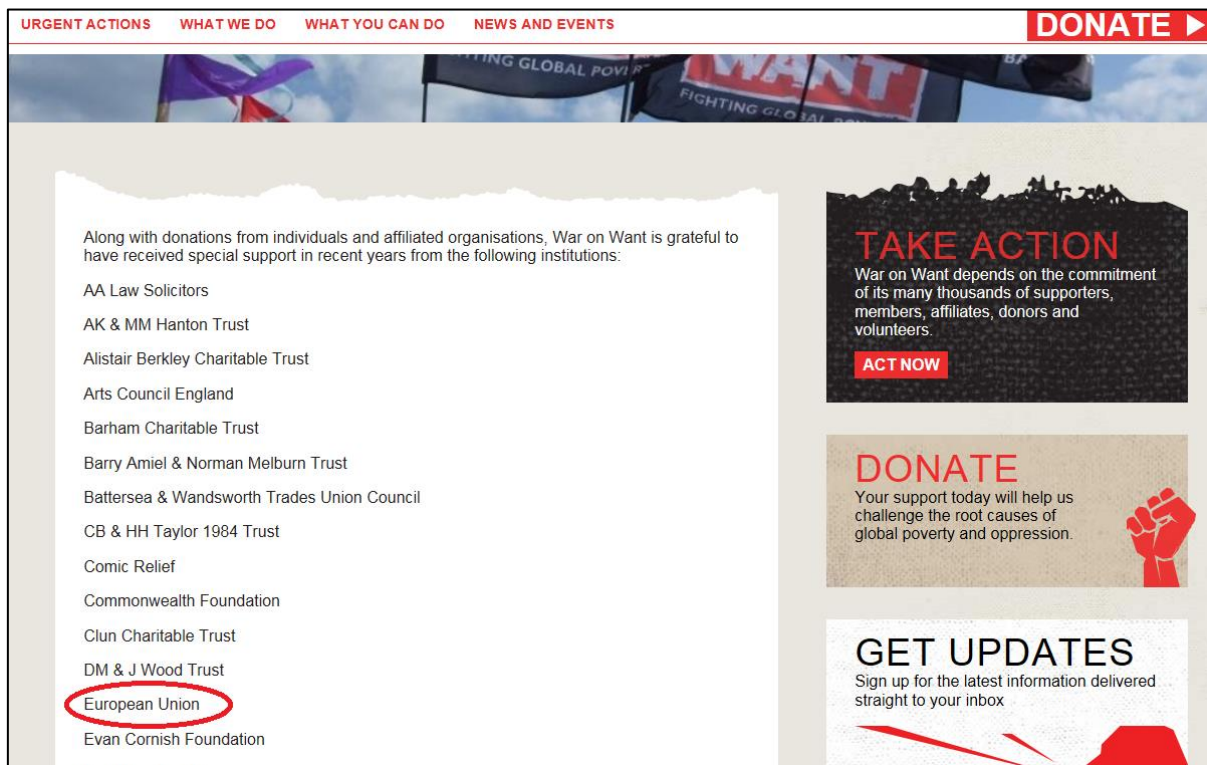 URGENT ACTIONS WHAT WE DO WHAT YOU CAN DO NEWS AND EVENTS
DONATE
GLOBAL
WANT
FIGHTING
Along with donations from individuals and affiliated organisations, War on Want is grateful to
have received special support in recent years from the following institutions:
AA Law Solicitors
AK & MM Hanton Trust
Alistair Berkley Charitable Trust
Arts Council England
Barham Charitable Trust
Barry Amiel & Norman Melburn Trust
Battersea & Wandsworth Trades Union Council
CB & HH Taylor 1984 Trust
Comic Relief
Commonwealth Foundation
Clun Charitable Trust
DM & J Wood Trust
European Union
Evan Cornish Foundation
TAKE ACTION
War on Want depends on the commitment
of its many thousands of supporters,
members, affiliates, donors and
volunteers.
ACT NOW
DONATE
Your support today will help us
challenge the root causes of
global poverty and oppression.
GET UPDATES
Sign up for the latest information delivered
straight to your inbox